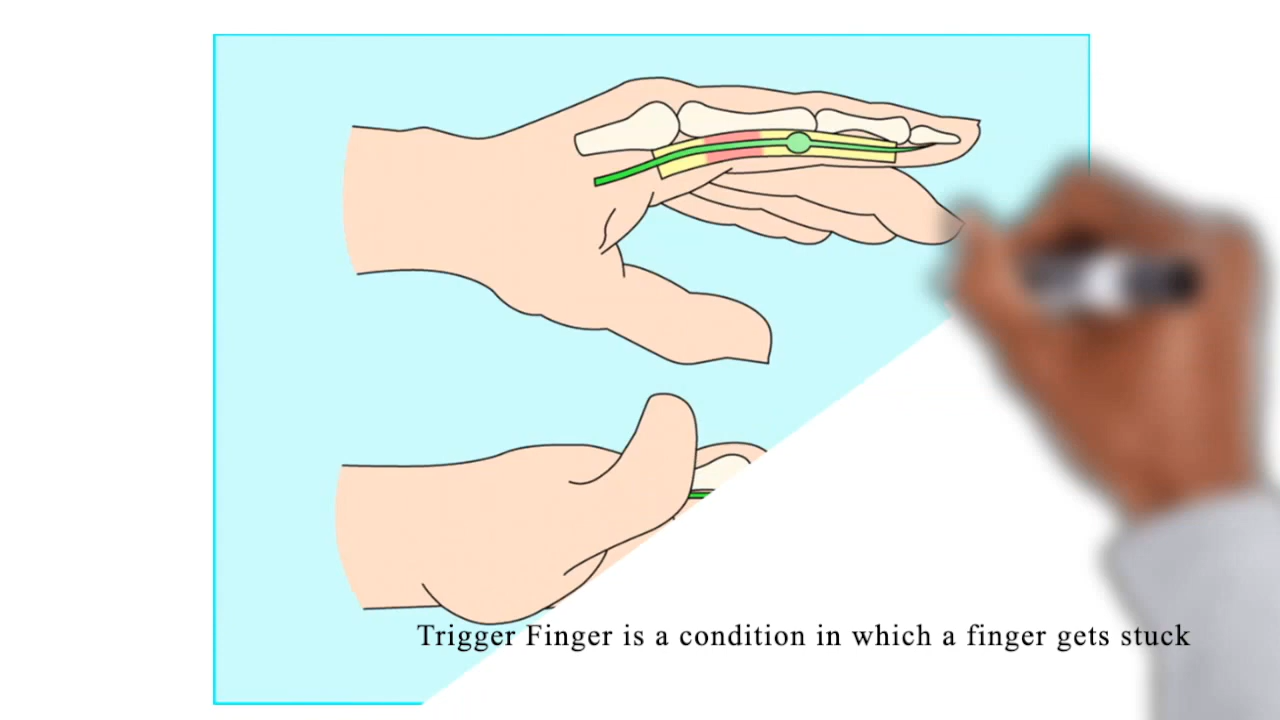 Trigger Finger is a condition in which a finger gets stuck